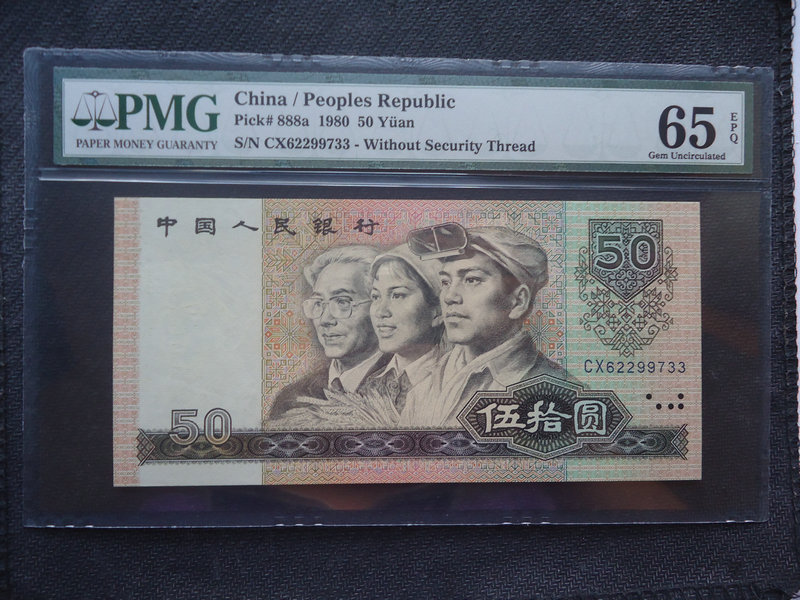 PMG
PAPER MONEY GUARANTY
China / Peoples Republic
Pick# 888a 1980 50 Yüan
S/N CX62299733 - Without Security Thread
65
EPQ
Gem Uncirculated
中国人民银行
50
CX62299733
伍拾圆
50